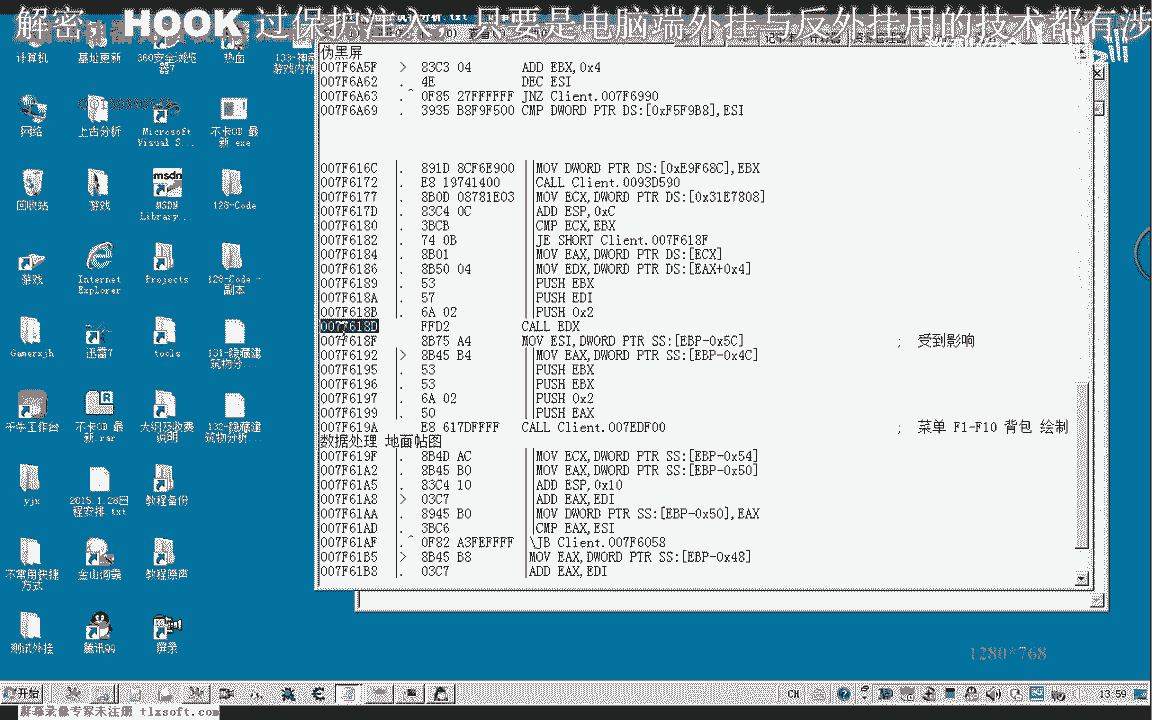 解密，HOOK 过保护注入，只要是电脑端外挂与反外挂用的技术都有涉
计算机 基址更新 360安全浏览器7 热血
伪黑屏
007F6A5F > 83C3 04 ADD EBX,0x4
007F6A62 . 4E DEC ESI
007F6A63 .^ 0F85 27FFFFFF JNZ Client.007F6990
007F6A69 . 3935 B8F9F500 CMP DWORD PTR DS:[0xF5F9B8],ESI
007F616C |. 891D 8CF6E900 ||MOV DWORD PTR DS:[0xE9F68C],EBX
007F6172 |. E8 19741400 ||CALL Client.0093D590
007F6177 |. 8B0D 08781E03 ||MOV ECX,DWORD PTR DS:[0x31E7808]
007F617D |. 83C4 0C ||ADD ESP,0xC
007F6180 |. 3BCB ||CMP ECX,EBX
007F6182 |. 74 0B ||JE SHORT Client.007F618F
007F6184 |. 8B01 ||MOV EAX,DWORD PTR DS:[ECX]
007F6186 |. 8B50 04 ||MOV EDX,DWORD PTR DS:[EAX+0x4]
007F6189 |. 53 ||PUSH EBX
007F618A |. 57 ||PUSH EDI
007F618B |. 6A 02 ||PUSH 0x2
007F618D FFD2 CALL EDX
007F618F 8B75 A4 MOV ESI,DWORD PTR SS:[EBP-0x5C] ; 受到影响
007F6192 |> 8B45 B4 ||MOV EAX,DWORD PTR SS:[EBP-0x4C]
007F6195 |. 53 ||PUSH EBX
007F6196 |. 53 ||PUSH EBX
007F6197 |. 6A 02 ||PUSH 0x2
007F6199 |. 50 ||PUSH EAX
007F619A E8 617DFFFF CALL Client.007EDF00 ; 菜单 F1-F10 背包 绘制
数据处理 地面帖图
007F619F |. 8B4D AC ||MOV ECX,DWORD PTR SS:[EBP-0x54]
007F61A2 |. 8B45 B0 ||MOV EAX,DWORD PTR SS:[EBP-0x50]
007F61A5 |. 83C4 10 ||ADD ESP,0x10
007F61A8 |> 03C7 ||ADD EAX,EDI
007F61AA |. 8945 B0 ||MOV DWORD PTR SS:[EBP-0x50],EAX
007F61AD |. 3BC6 ||CMP EAX,ESI
007F61AF |.^ 0F82 A3FEFFFF |\JB Client.007F6058
007F61B5 |> 8B45 B8 |MOV EAX,DWORD PTR SS:[EBP-0x48]
007F61B8 |. 03C7 |ADD EAX,EDI
网络 上古分析 Microsoft Visual S... 不卡OD 最新.exe
回收站 游戏 MSDN Library... 128-Code
游戏 Internet Explorer Projects 128-Code - 副本
Gamerxjh 迅雷7 tools
千牛工作台 不卡OD 最新.rar 大纲及收费说明
yjx 2015.1.28日程安排.txt 教程备份
不常用快捷方式 金山词霸 教程原声
测试外挂 腾讯QQ 屏录
1280*768
开始 CH 13:59
屏幕录像专家未注册 tlxsoft.com